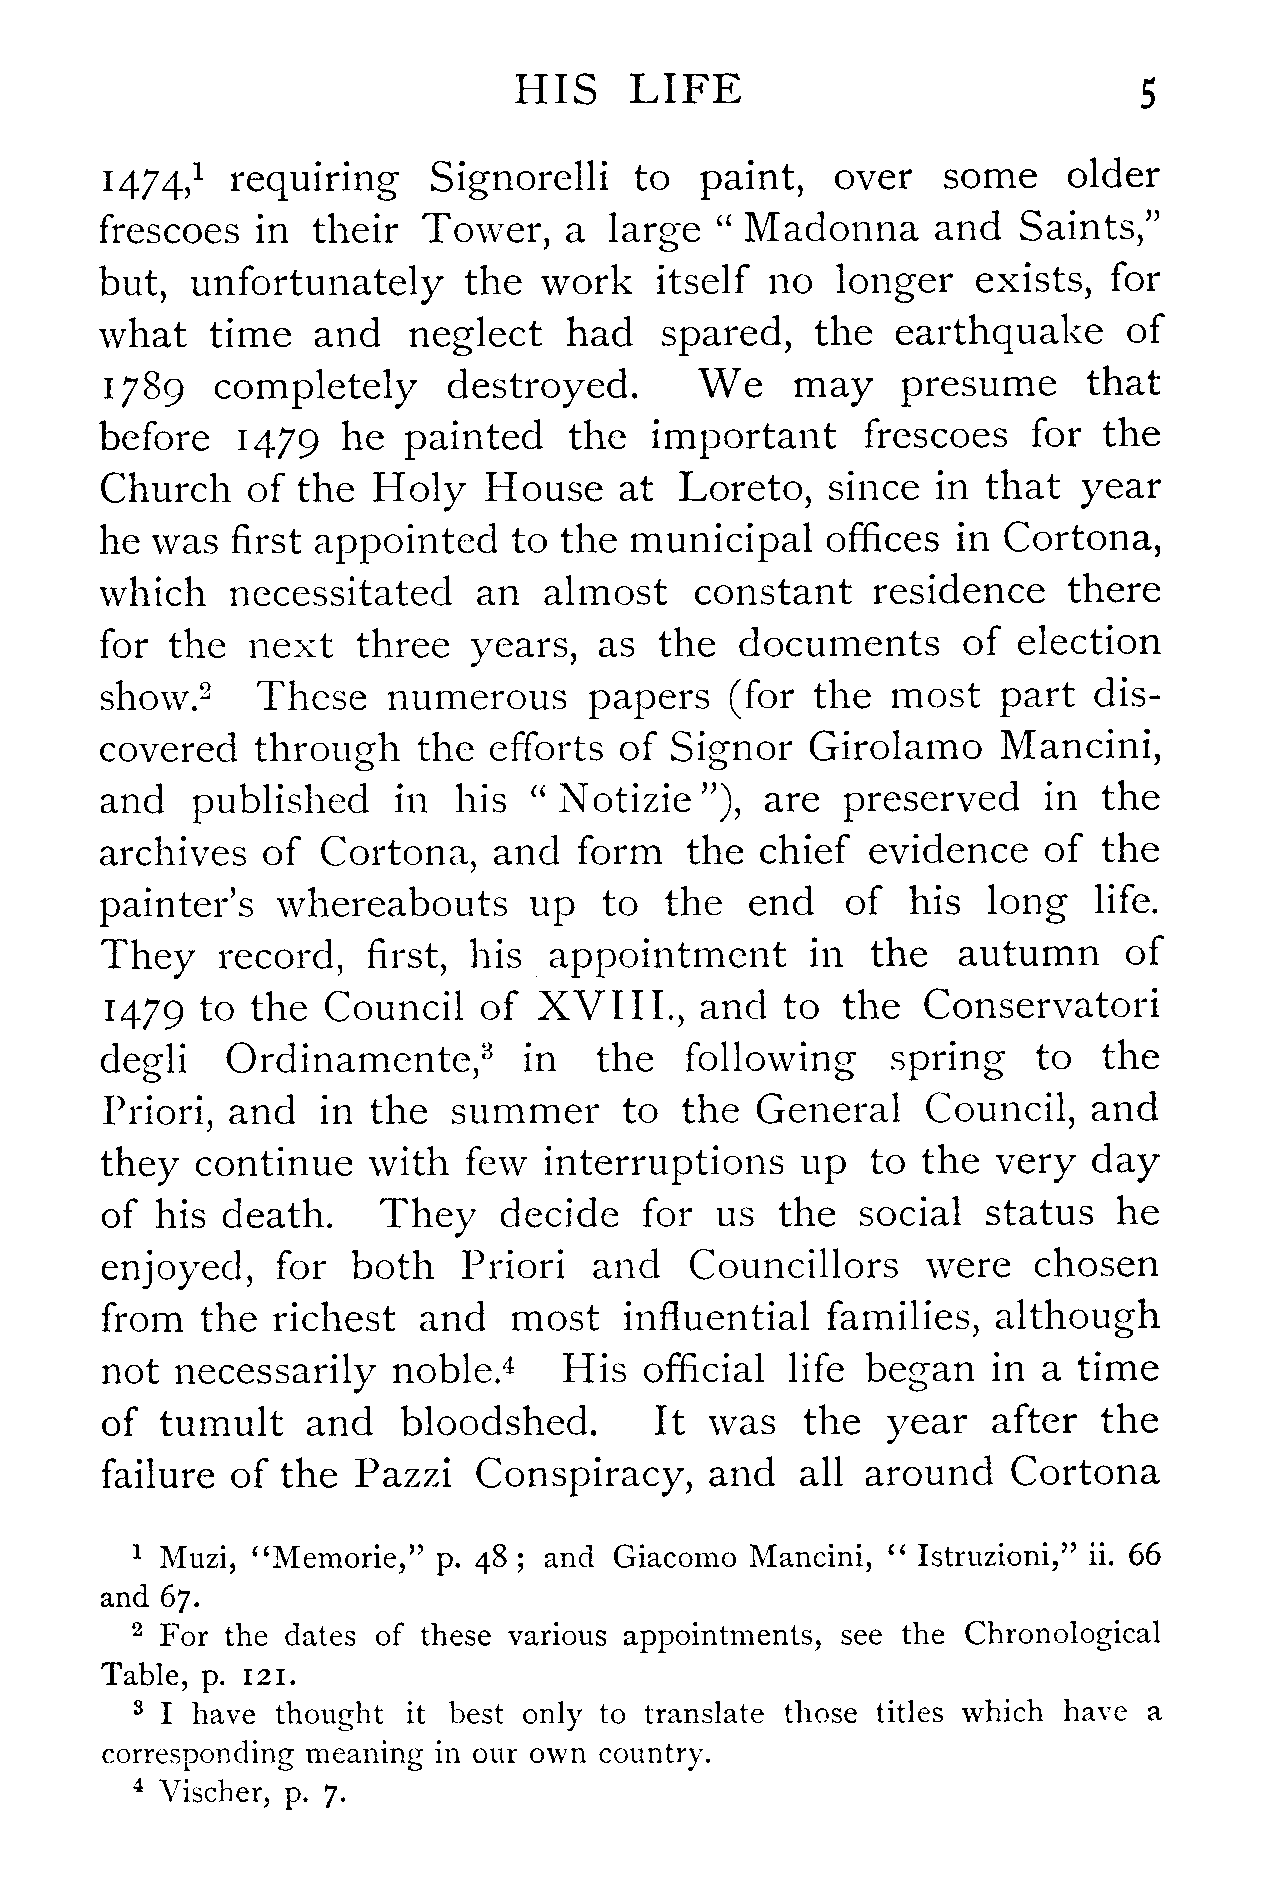 HIS LIFE 5
1474,¹ requiring Signorelli to paint, over some older
frescoes in their Tower, a large “ Madonna and Saints,”
but, unfortunately the work itself no longer exists, for
what time and neglect had spared, the earthquake of
1789 completely destroyed. We may presume that
before 1479 he painted the important frescoes for the
Church of the Holy House at Loreto, since in that year
he was first appointed to the municipal offices in Cortona,
which necessitated an almost constant residence there
for the next three years, as the documents of election
show.² These numerous papers (for the most part dis-
covered through the efforts of Signor Girolamo Mancini,
and published in his “ Notizie ”), are preserved in the
archives of Cortona, and form the chief evidence of the
painter’s whereabouts up to the end of his long life.
They record, first, his appointment in the autumn of
1479 to the Council of XVIII., and to the Conservatori
degli Ordinamente,³ in the following spring to the
Priori, and in the summer to the General Council, and
they continue with few interruptions up to the very day
of his death. They decide for us the social status he
enjoyed, for both Priori and Councillors were chosen
from the richest and most influential families, although
not necessarily noble.⁴ His official life began in a time
of tumult and bloodshed. It was the year after the
failure of the Pazzi Conspiracy, and all around Cortona
¹ Muzi, “Memorie,” p. 48 ; and Giacomo Mancini, “ Istruzioni,” ii. 66
and 67.
² For the dates of these various appointments, see the Chronological
Table, p. 121.
³ I have thought it best only to translate those titles which have a
corresponding meaning in our own country.
⁴ Vischer, p. 7.